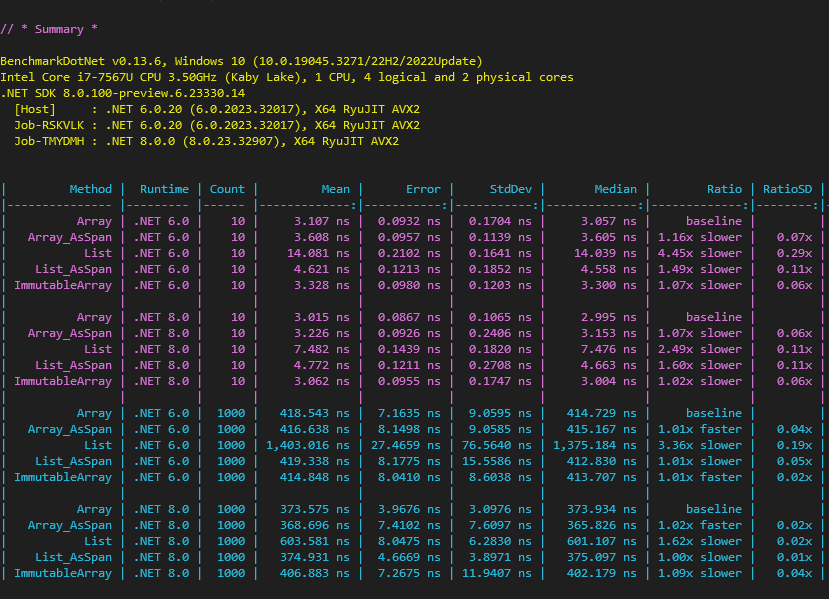 // * Summary *
BenchmarkDotNet v0.13.6, Windows 10 (10.0.19045.3271/22H2/2022Update)
Intel Core i7-7567U CPU 3.50GHz (Kaby Lake), 1 CPU, 4 logical and 2 physical cores
.NET SDK 8.0.100-preview.6.23330.14
  [Host]     : .NET 6.0.20 (6.0.2023.32017), X64 RyuJIT AVX2
  Job-RSKVLK : .NET 6.0.20 (6.0.2023.32017), X64 RyuJIT AVX2
  Job-TMYDMH : .NET 8.0.0 (8.0.23.32907), X64 RyuJIT AVX2
|         Method |  Runtime | Count |         Mean |      Error |     StdDev |       Median |        Ratio | RatioSD |
|--------------- |--------- |------ |-------------:|-----------:|-----------:|-------------:|-------------:|--------:|
|          Array | .NET 6.0 |    10 |     3.107 ns |  0.0932 ns |  0.1704 ns |     3.057 ns |     baseline |         |
|   Array_AsSpan | .NET 6.0 |    10 |     3.608 ns |  0.0957 ns |  0.1139 ns |     3.605 ns | 1.16x slower |   0.07x |
|           List | .NET 6.0 |    10 |    14.081 ns |  0.2102 ns |  0.1641 ns |    14.039 ns | 4.45x slower |   0.29x |
|    List_AsSpan | .NET 6.0 |    10 |     4.621 ns |  0.1213 ns |  0.1852 ns |     4.558 ns | 1.49x slower |   0.11x |
| ImmutableArray | .NET 6.0 |    10 |     3.328 ns |  0.0980 ns |  0.1203 ns |     3.300 ns | 1.07x slower |   0.06x |
|                |          |       |              |            |            |              |              |         |
|          Array | .NET 8.0 |    10 |     3.015 ns |  0.0867 ns |  0.1065 ns |     2.995 ns |     baseline |         |
|   Array_AsSpan | .NET 8.0 |    10 |     3.226 ns |  0.0926 ns |  0.2406 ns |     3.153 ns | 1.07x slower |   0.06x |
|           List | .NET 8.0 |    10 |     7.482 ns |  0.1439 ns |  0.1820 ns |     7.476 ns | 2.49x slower |   0.11x |
|    List_AsSpan | .NET 8.0 |    10 |     4.772 ns |  0.1211 ns |  0.2708 ns |     4.663 ns | 1.60x slower |   0.11x |
| ImmutableArray | .NET 8.0 |    10 |     3.062 ns |  0.0955 ns |  0.1747 ns |     3.004 ns | 1.02x slower |   0.06x |
|                |          |       |              |            |            |              |              |         |
|          Array | .NET 6.0 |  1000 |   418.543 ns |  7.1635 ns |  9.0595 ns |   414.729 ns |     baseline |         |
|   Array_AsSpan | .NET 6.0 |  1000 |   416.638 ns |  8.1498 ns |  9.0585 ns |   415.167 ns | 1.01x faster |   0.04x |
|           List | .NET 6.0 |  1000 | 1,403.016 ns | 27.4659 ns | 76.5640 ns | 1,375.184 ns | 3.36x slower |   0.19x |
|    List_AsSpan | .NET 6.0 |  1000 |   419.338 ns |  8.1775 ns | 15.5586 ns |   412.830 ns | 1.01x slower |   0.05x |
| ImmutableArray | .NET 6.0 |  1000 |   414.848 ns |  8.0410 ns |  8.6038 ns |   413.707 ns | 1.01x faster |   0.02x |
|                |          |       |              |            |            |              |              |         |
|          Array | .NET 8.0 |  1000 |   373.575 ns |  3.9676 ns |  3.0976 ns |   373.934 ns |     baseline |         |
|   Array_AsSpan | .NET 8.0 |  1000 |   368.696 ns |  7.4102 ns |  7.6097 ns |   365.826 ns | 1.02x faster |   0.02x |
|           List | .NET 8.0 |  1000 |   603.581 ns |  8.0475 ns |  6.2830 ns |   601.107 ns | 1.62x slower |   0.02x |
|    List_AsSpan | .NET 8.0 |  1000 |   374.931 ns |  4.6669 ns |  3.8971 ns |   375.097 ns | 1.00x slower |   0.01x |
| ImmutableArray | .NET 8.0 |  1000 |   406.883 ns |  7.2675 ns | 11.9407 ns |   402.179 ns | 1.09x slower |   0.04x |